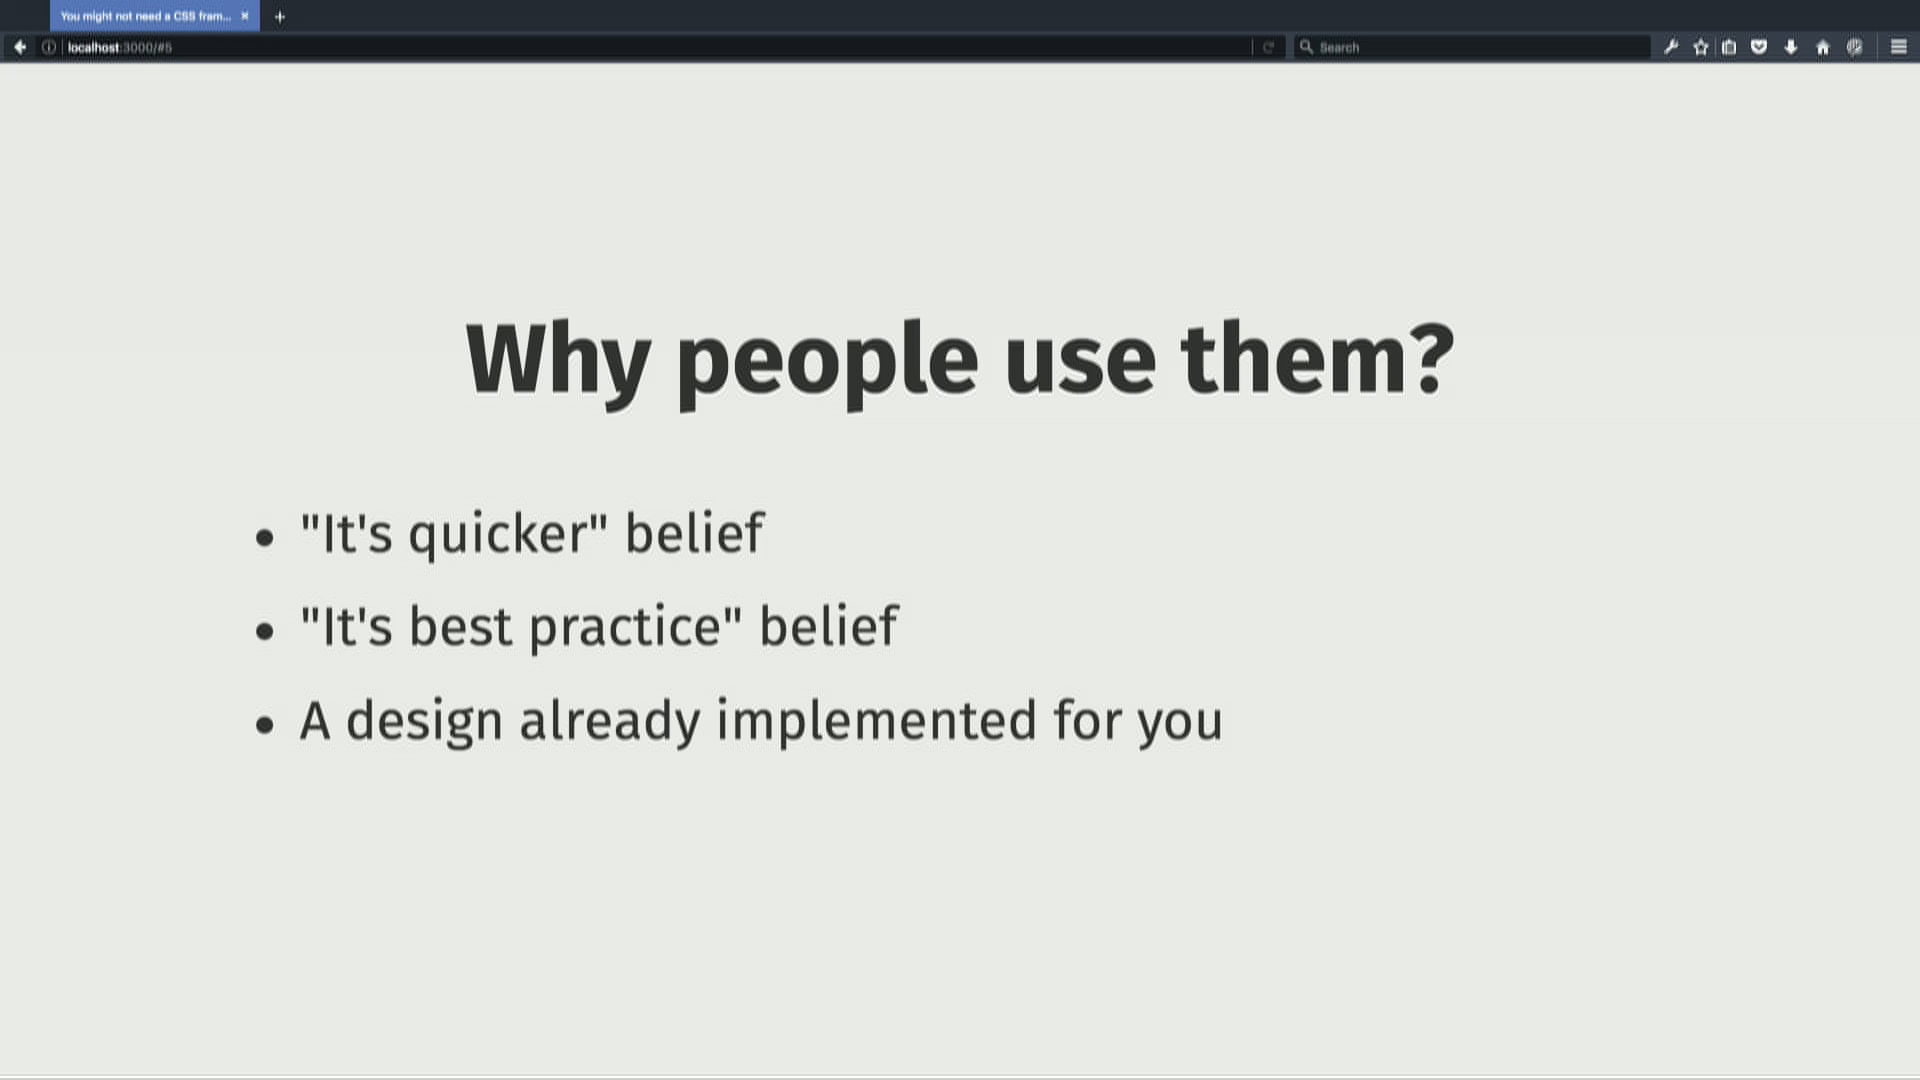 You might not need a CSS fram...
localhost:3000/#5
Search
Why people use them?
"It's quicker" belief
"It's best practice" belief
A design already implemented for you